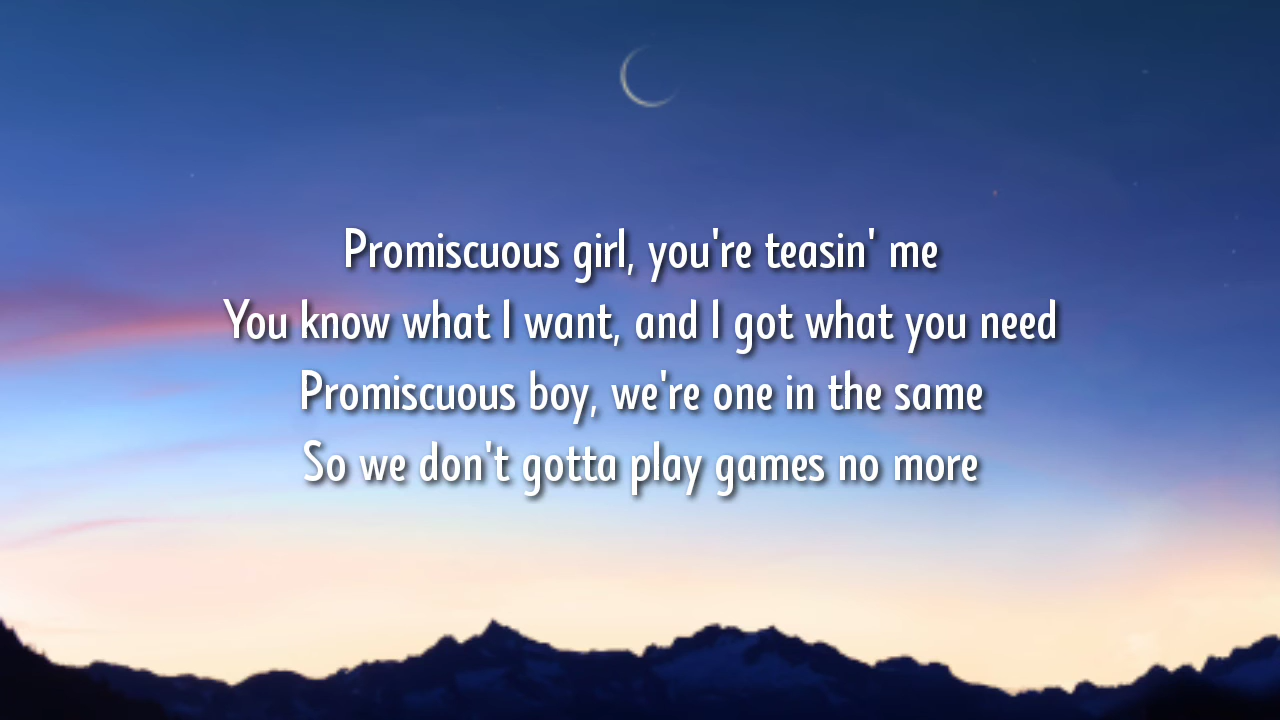 Promiscuous girl, you're teasin' me
You know what I want, and I got what you need
Promiscuous boy, we're one in the same
So we don't gotta play games no more